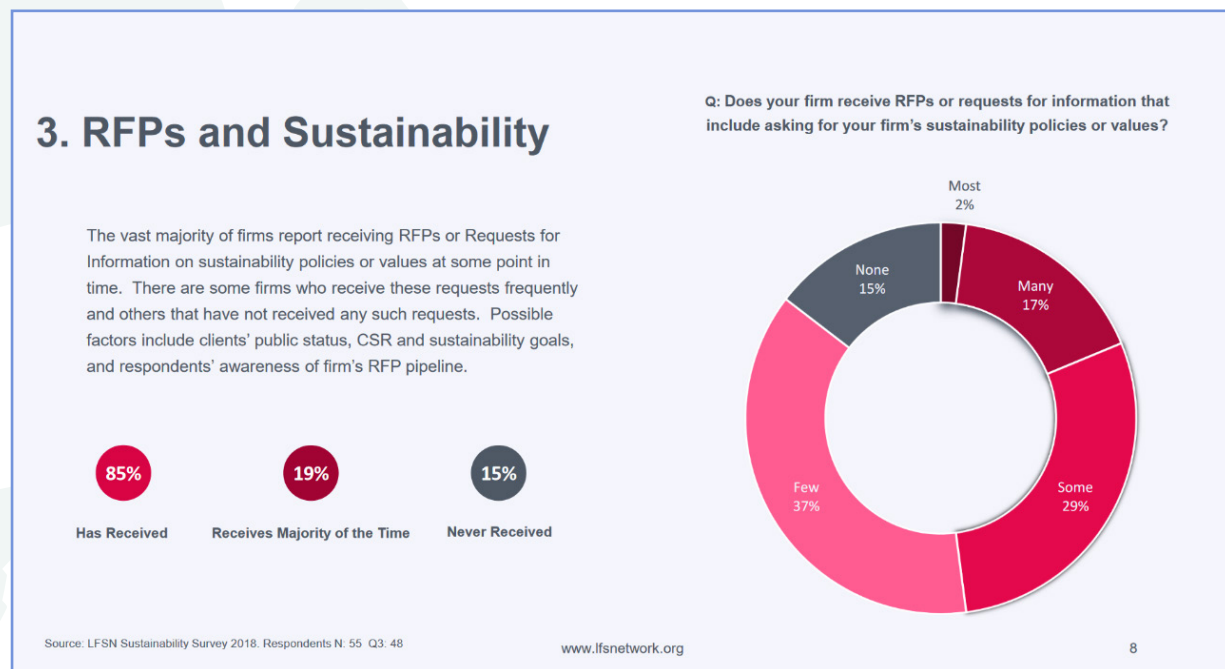 3. RFPs and Sustainability
The vast majority of firms report receiving RFPs or Requests for
Information on sustainability policies or values at some point in
time.  There are some firms who receive these requests frequently
and others that have not received any such requests.  Possible
factors include clients' public status, CSR and sustainability goals,
and respondents' awareness of firm's RFP pipeline.
85%
Has Received
19%
Receives Majority of the Time
15%
Never Received
Q: Does your firm receive RFPs or requests for information that
include asking for your firm's sustainability policies or values?
Most
2%
Many
17%
Some
29%
Few
37%
None
15%
Source: LFSN Sustainability Survey 2018. Respondents N: 55  Q3: 48
www.lfsnetwork.org
8